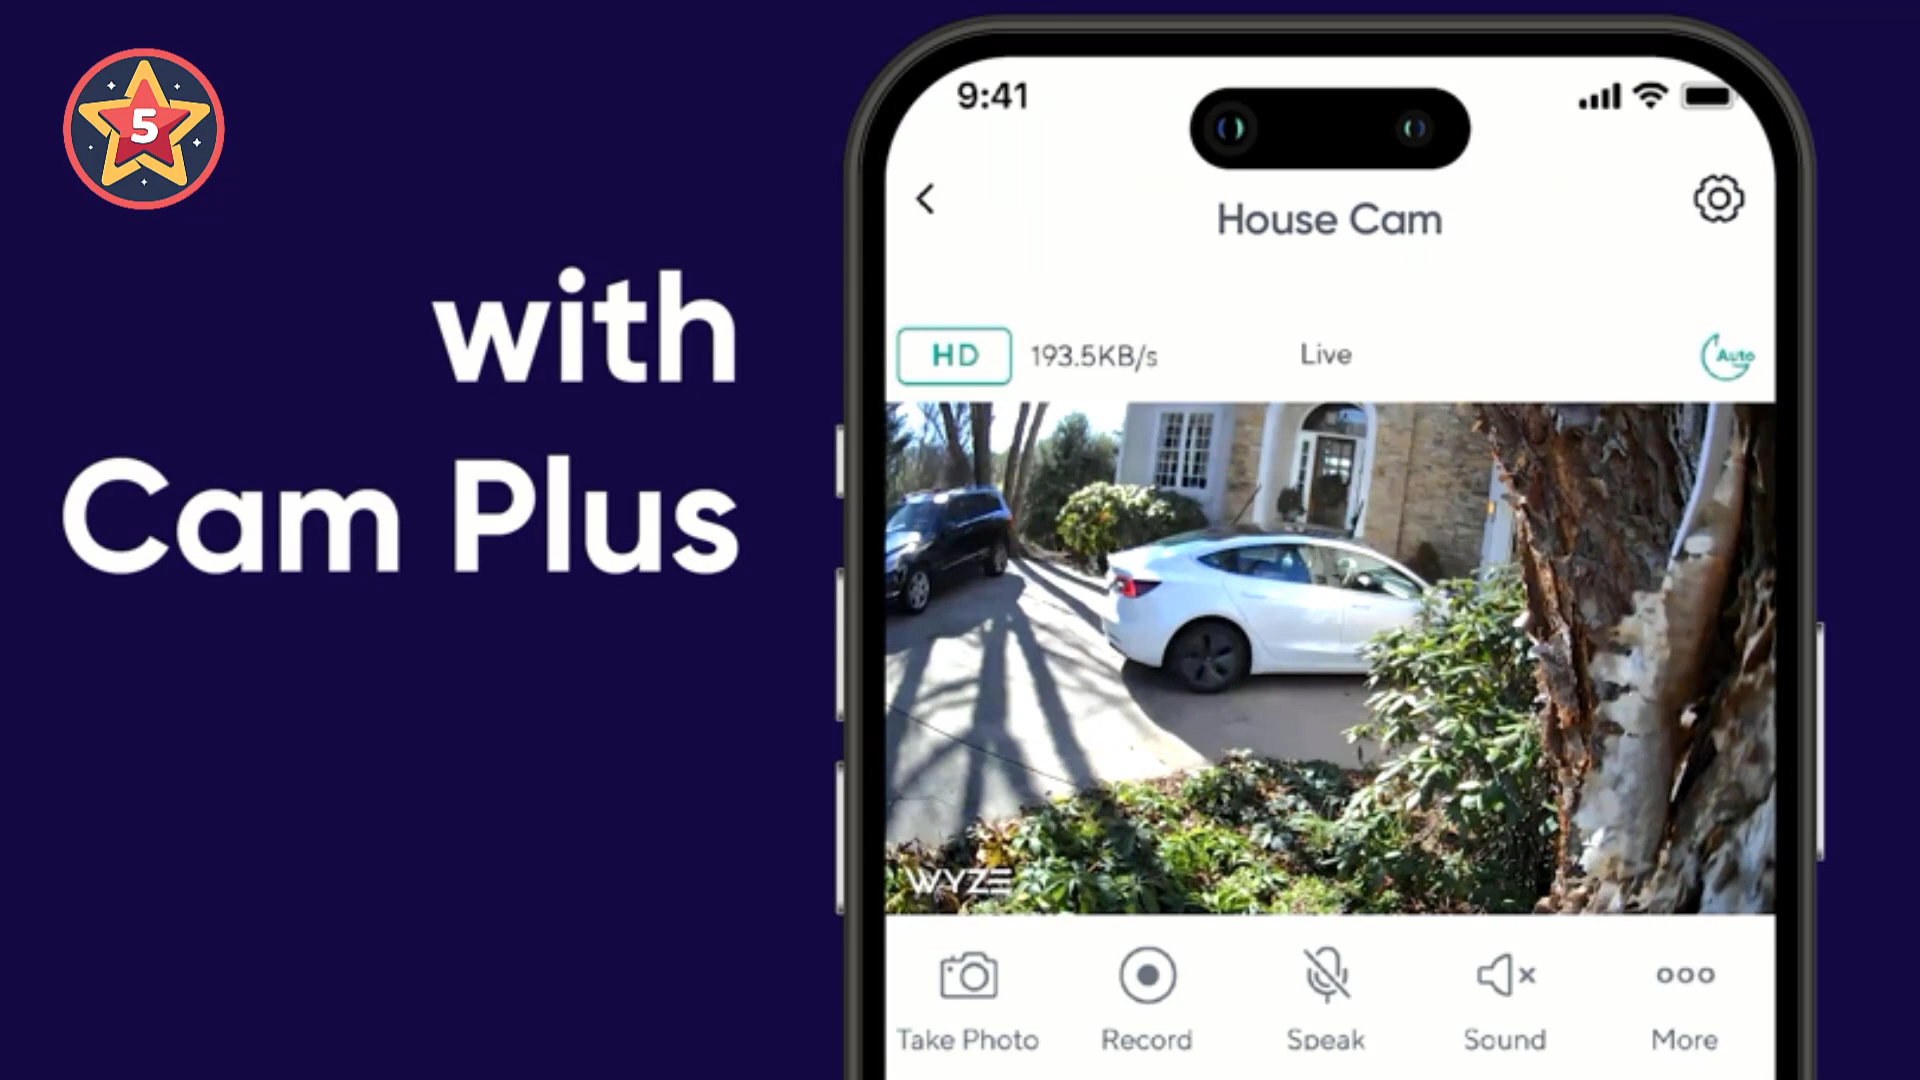 5
with
Cam Plus
9:41
House Cam
HD 193.5KB/s Live Auto
WYZE
Take Photo Record Speak Sound More